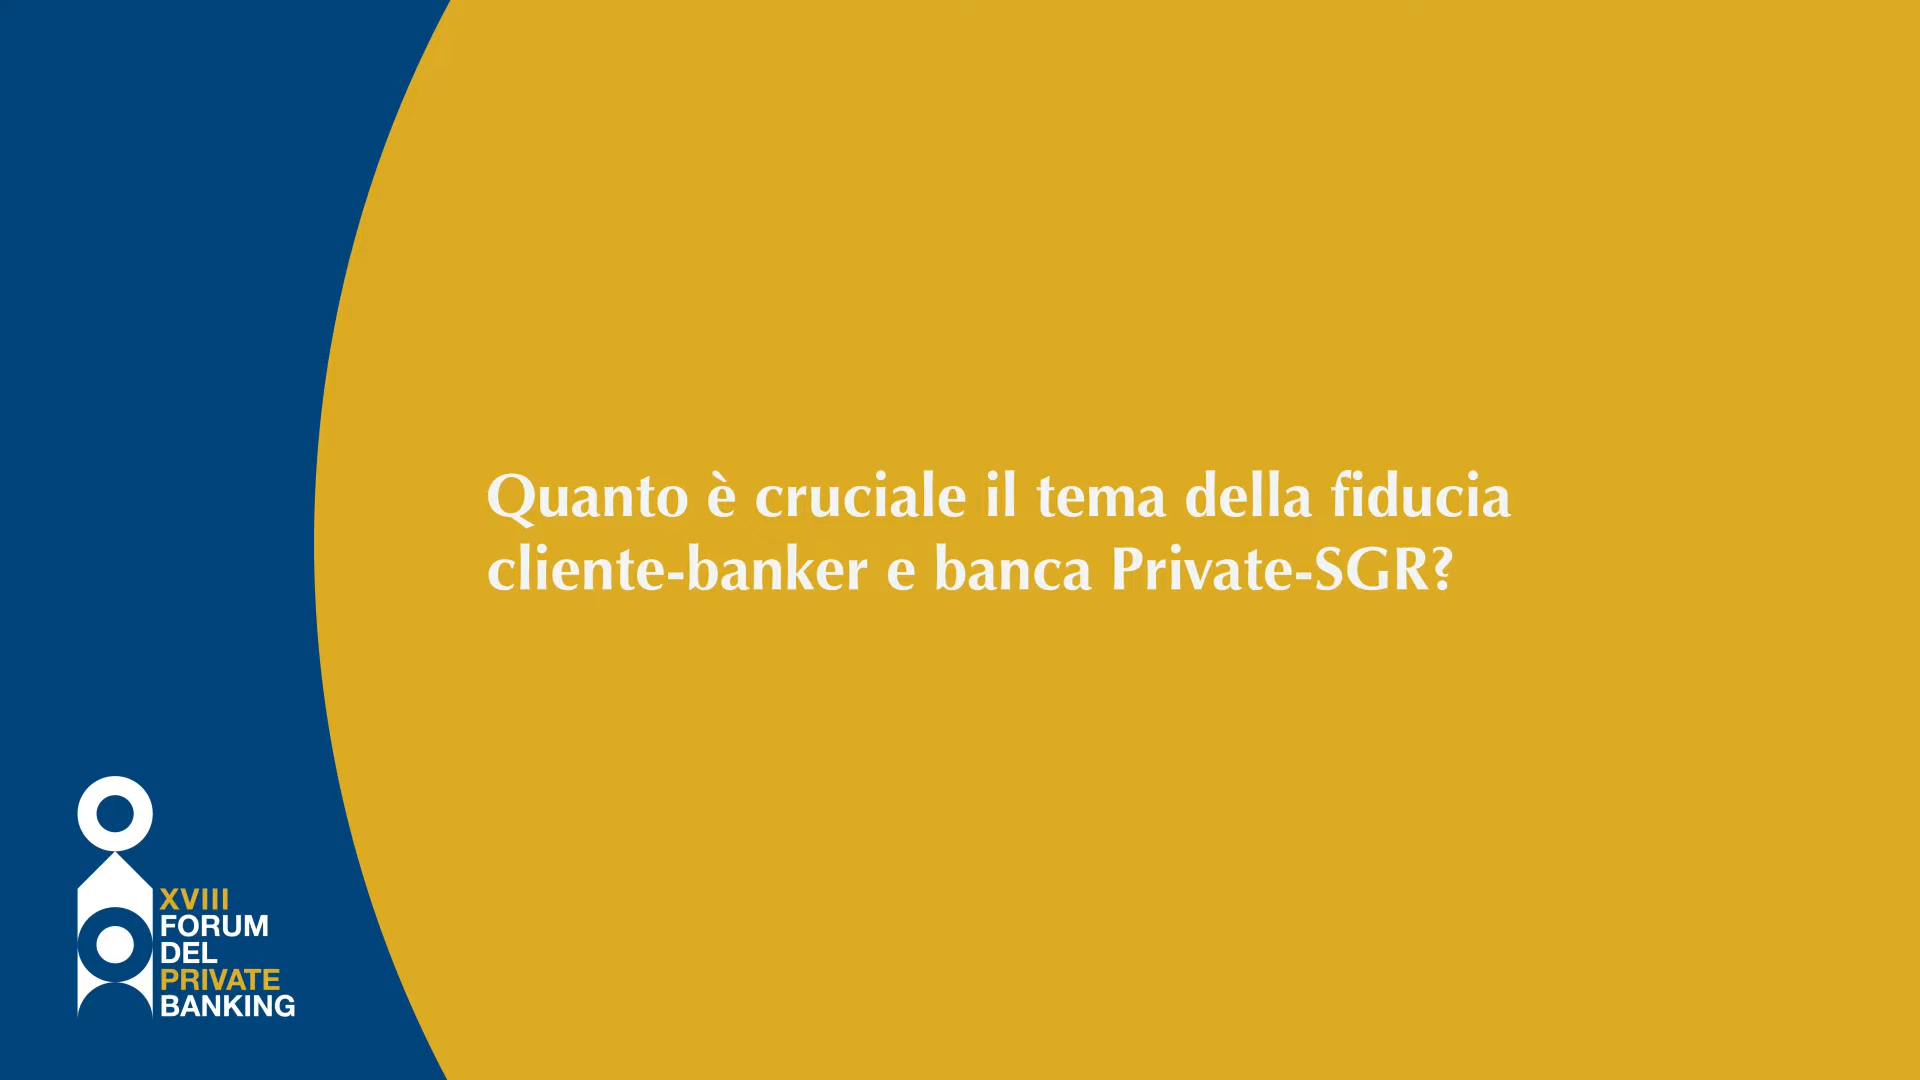 Quanto è cruciale il tema della fiducia
cliente-banker e banca Private-SGR?
XVIII
FORUM
DEL
PRIVATE
BANKING